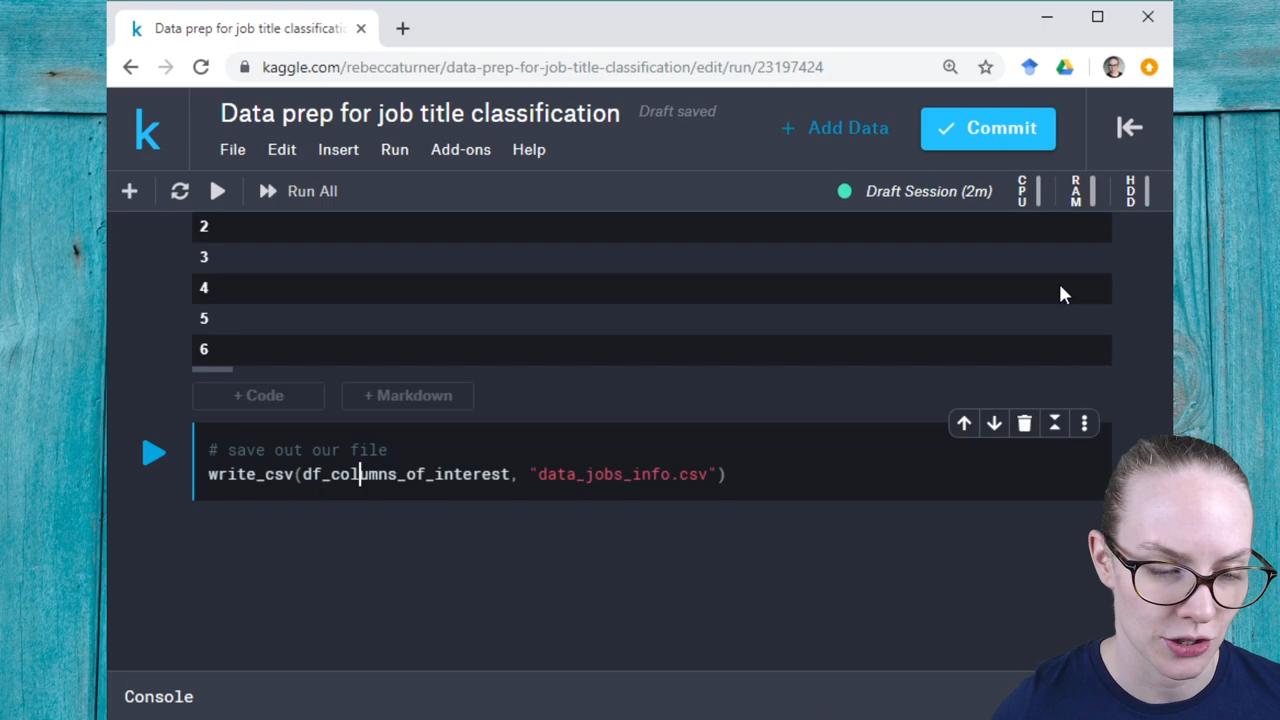 k Data prep for job title classificati
kaggle.com/rebeccaturner/data-prep-for-job-title-classification/edit/run/23197424
k Data prep for job title classification Draft saved + Add Data Commit
File Edit Insert Run Add-ons Help
Run All Draft Session (2m) CPU RAM HDD
2
3
4
5
6
+ Code + Markdown
# save out our file
write_csv(df_columns_of_interest, "data_jobs_info.csv")
Console